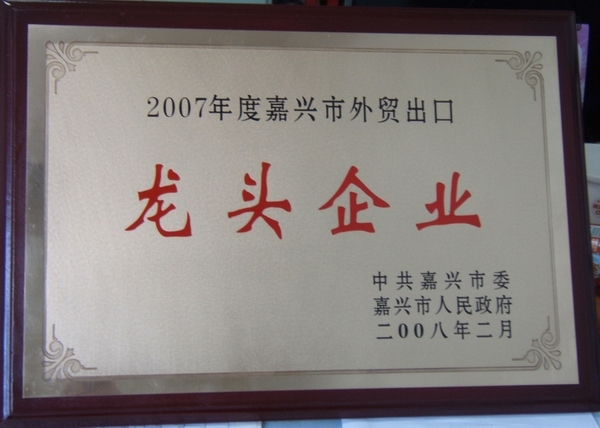 2007年度嘉兴市外贸出口
龙头企业
中共嘉兴市委
嘉兴市人民政府
二00八年二月